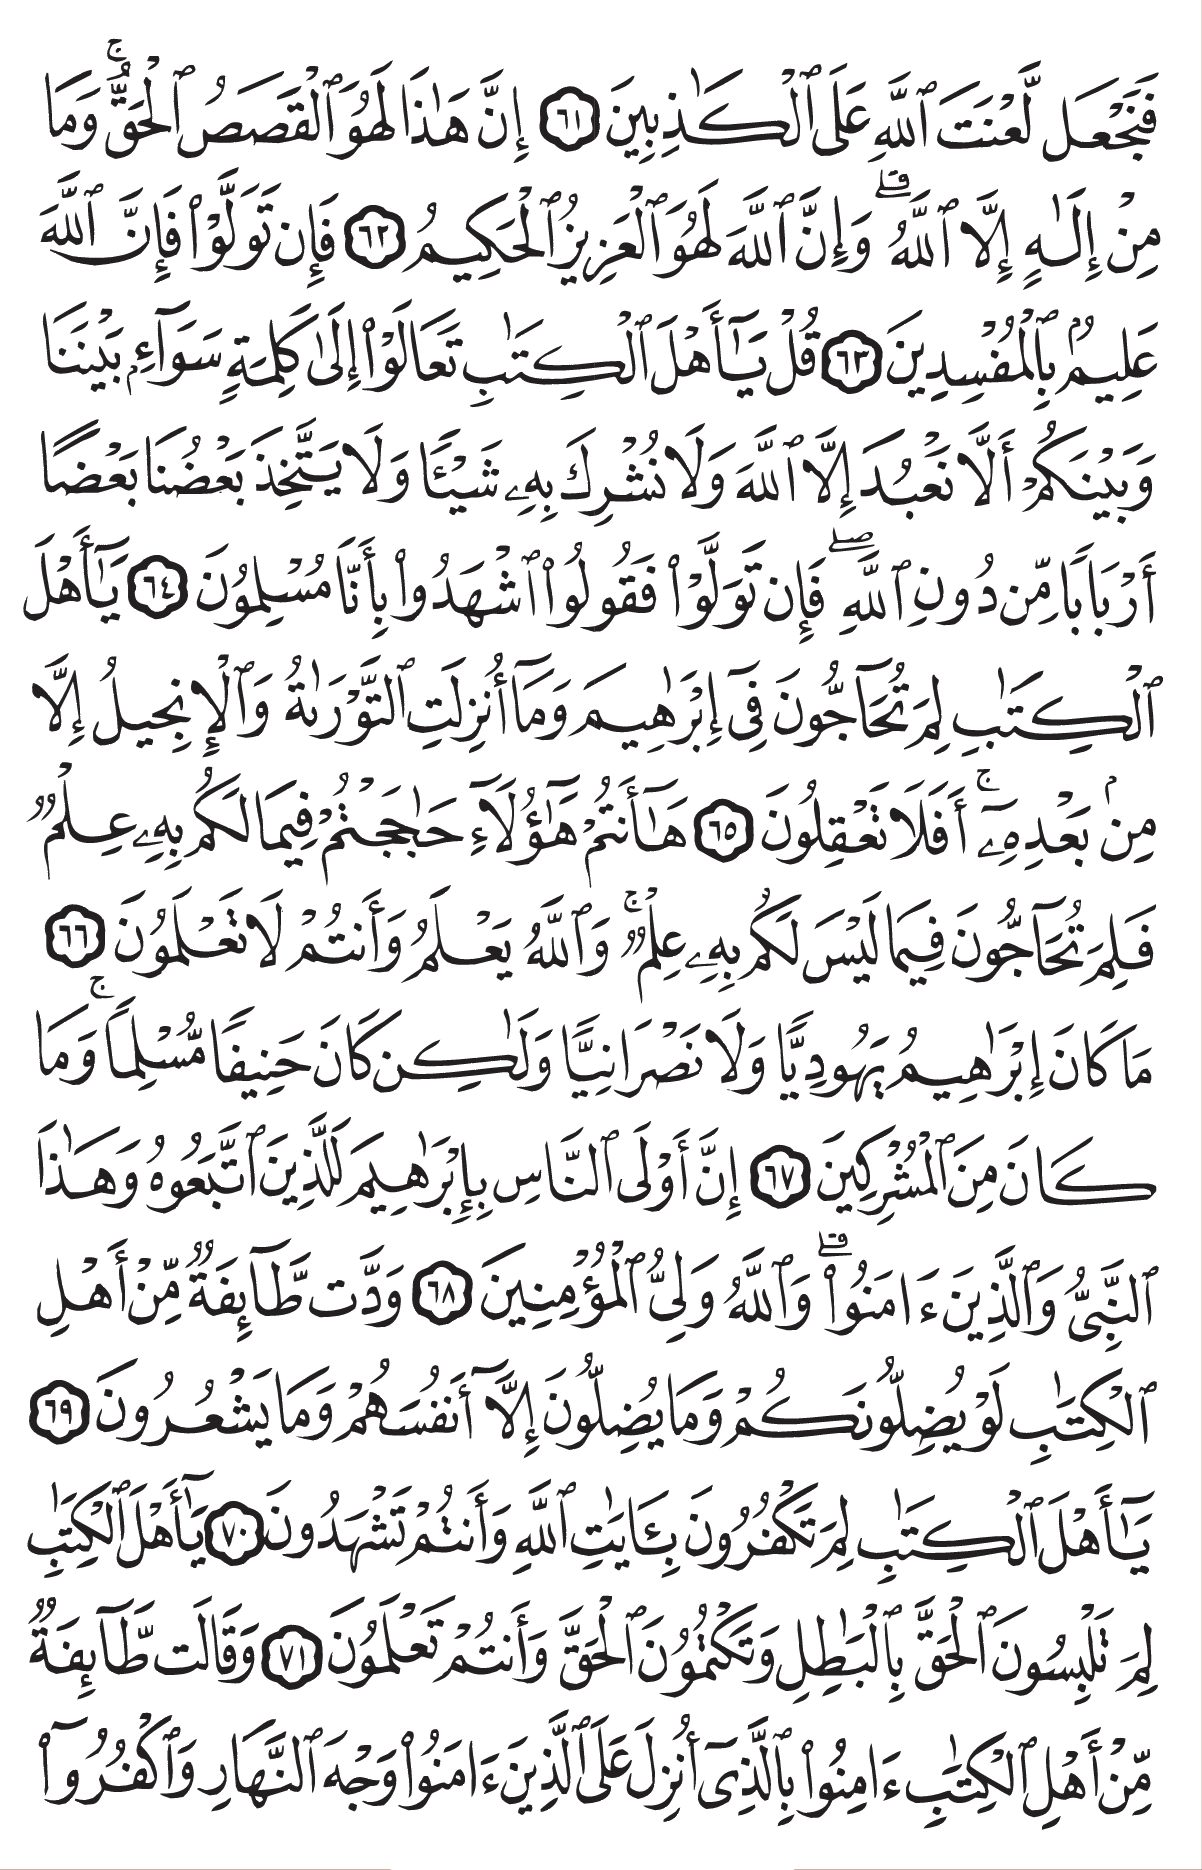 فَنَجْعَل لَّعْنَتَ ٱللَّهِ عَلَى ٱلْكَٰذِبِينَ ٦١ إِنَّ هَٰذَا لَهُوَ ٱلْقَصَصُ ٱلْحَقُّ ۚ وَمَا
مِنْ إِلَٰهٍ إِلَّا ٱللَّهُ ۗ وَإِنَّ ٱللَّهَ لَهُوَ ٱلْعَزِيزُ ٱلْحَكِيمُ ٦٢ فَإِن تَوَلَّوْا۟ فَإِنَّ ٱللَّهَ
عَلِيمٌۢ بِٱلْمُفْسِدِينَ ٦٣ قُلْ يَٰٓأَهْلَ ٱلْكِتَٰبِ تَعَالَوْا۟ إِلَىٰ كَلِمَةٍ سَوَآءٍۭ بَيْنَنَا
وَبَيْنَكُمْ أَلَّا نَعْبُدَ إِلَّا ٱللَّهَ وَلَا نُشْرِكَ بِهِۦ شَيْـًٔا وَلَا يَتَّخِذَ بَعْضُنَا بَعْضًا
أَرْبَابًا مِّن دُونِ ٱللَّهِ ۖ فَإِن تَوَلَّوْا۟ فَقُولُوا۟ ٱشْهَدُوا۟ بِأَنَّا مُسْلِمُونَ ٦٤ يَٰٓأَهْلَ
ٱلْكِتَٰبِ لِمَ تُحَآجُّونَ فِىٓ إِبْرَٰهِيمَ وَمَآ أُنزِلَتِ ٱلتَّوْرَىٰةُ وَٱلْإِنجِيلُ إِلَّا
مِنۢ بَعْدِهِۦٓ ۚ أَفَلَا تَعْقِلُونَ ٦٥ هَٰٓأَنتُمْ هَٰٓؤُلَآءِ حَٰجَجْتُمْ فِيمَا لَكُم بِهِۦ عِلْمٌ
فَلِمَ تُحَآجُّونَ فِيمَا لَيْسَ لَكُم بِهِۦ عِلْمٌ ۚ وَٱللَّهُ يَعْلَمُ وَأَنتُمْ لَا تَعْلَمُونَ ٦٦
مَا كَانَ إِبْرَٰهِيمُ يَهُودِيًّا وَلَا نَصْرَانِيًّا وَلَٰكِن كَانَ حَنِيفًا مُّسْلِمًا ۚ وَمَا
كَانَ مِنَ ٱلْمُشْرِكِينَ ٦٧ إِنَّ أَوْلَى ٱلنَّاسِ بِإِبْرَٰهِيمَ لَلَّذِينَ ٱتَّبَعُوهُ وَهَٰذَا
ٱلنَّبِىُّ وَٱلَّذِينَ ءَامَنُوا۟ ۗ وَٱللَّهُ وَلِىُّ ٱلْمُؤْمِنِينَ ٦٨ وَدَّت طَّآئِفَةٌ مِّنْ أَهْلِ
ٱلْكِتَٰبِ لَوْ يُضِلُّونَكُمْ وَمَا يُضِلُّونَ إِلَّآ أَنفُسَهُمْ وَمَا يَشْعُرُونَ ٦٩
يَٰٓأَهْلَ ٱلْكِتَٰبِ لِمَ تَكْفُرُونَ بِـَٔايَٰتِ ٱللَّهِ وَأَنتُمْ تَشْهَدُونَ ٧٠ يَٰٓأَهْلَ ٱلْكِتَٰبِ
لِمَ تَلْبِسُونَ ٱلْحَقَّ بِٱلْبَٰطِلِ وَتَكْتُمُونَ ٱلْحَقَّ وَأَنتُمْ تَعْلَمُونَ ٧١ وَقَالَت طَّآئِفَةٌ
مِّنْ أَهْلِ ٱلْكِتَٰبِ ءَامِنُوا۟ بِٱلَّذِىٓ أُنزِلَ عَلَى ٱلَّذِينَ ءَامَنُوا۟ وَجْهَ ٱلنَّهَارِ وَٱكْفُرُوٓا۟